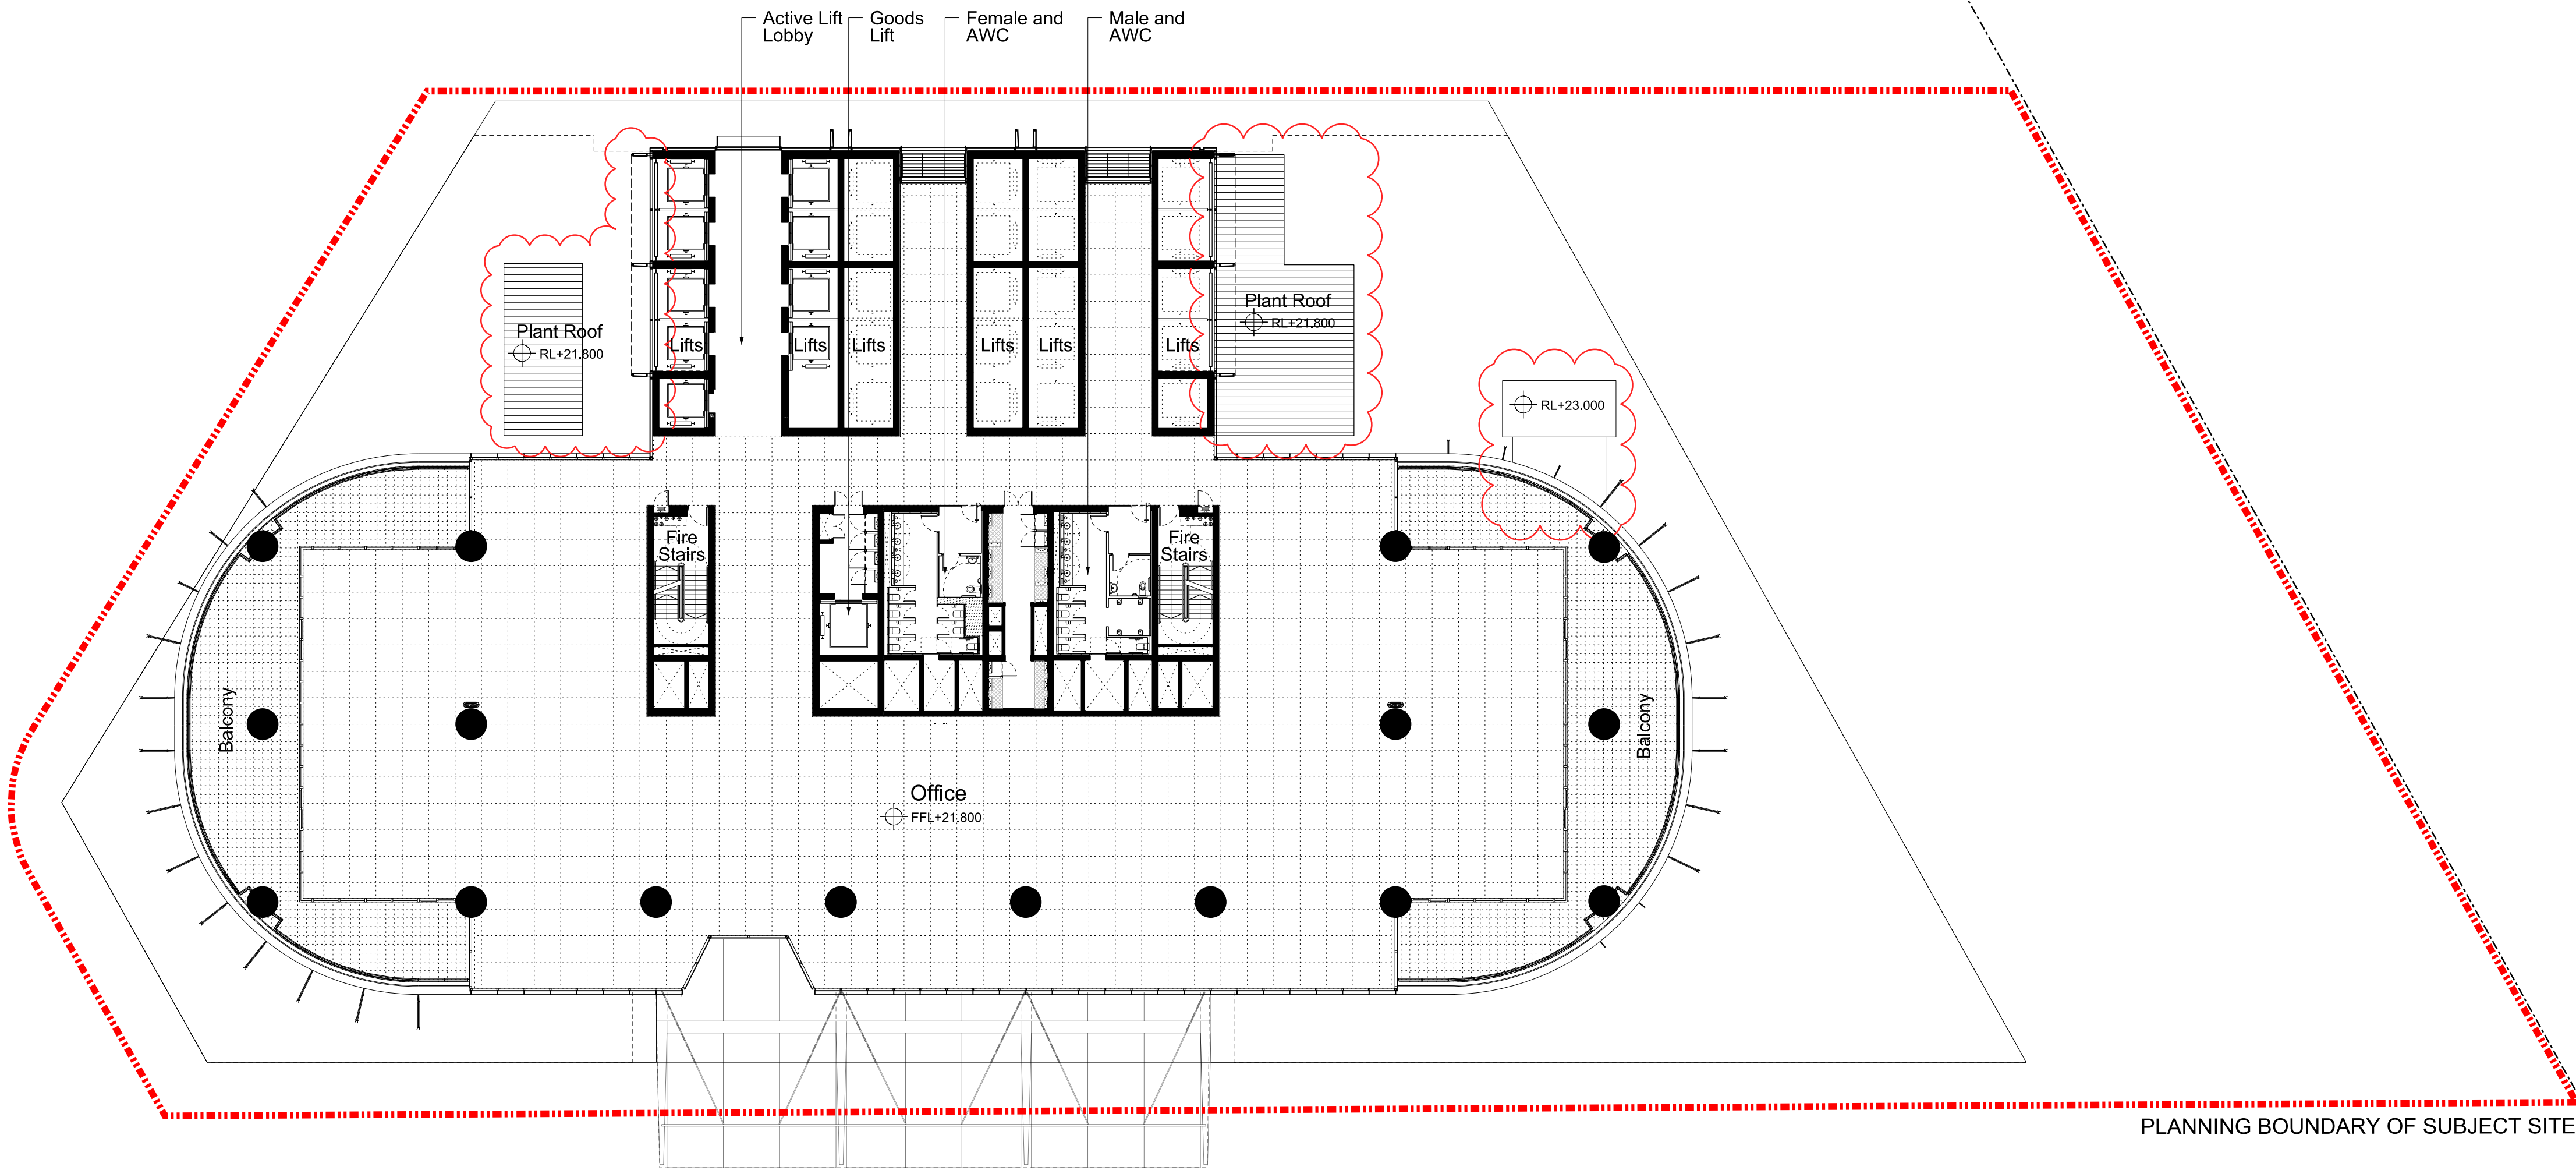 Active Lift
Lobby
Goods
Lift
Female and
AWC
Male and
AWC
Plant Roof
RL+21.800
Plant Roof
RL+21.800
Lifts
Lifts
Lifts
Lifts
Lifts
Lifts
RL+23.000
Fire
Stairs
Fire
Stairs
Balcony
Balcony
Office
FFL+21.800
PLANNING BOUNDARY OF SUBJECT SITE